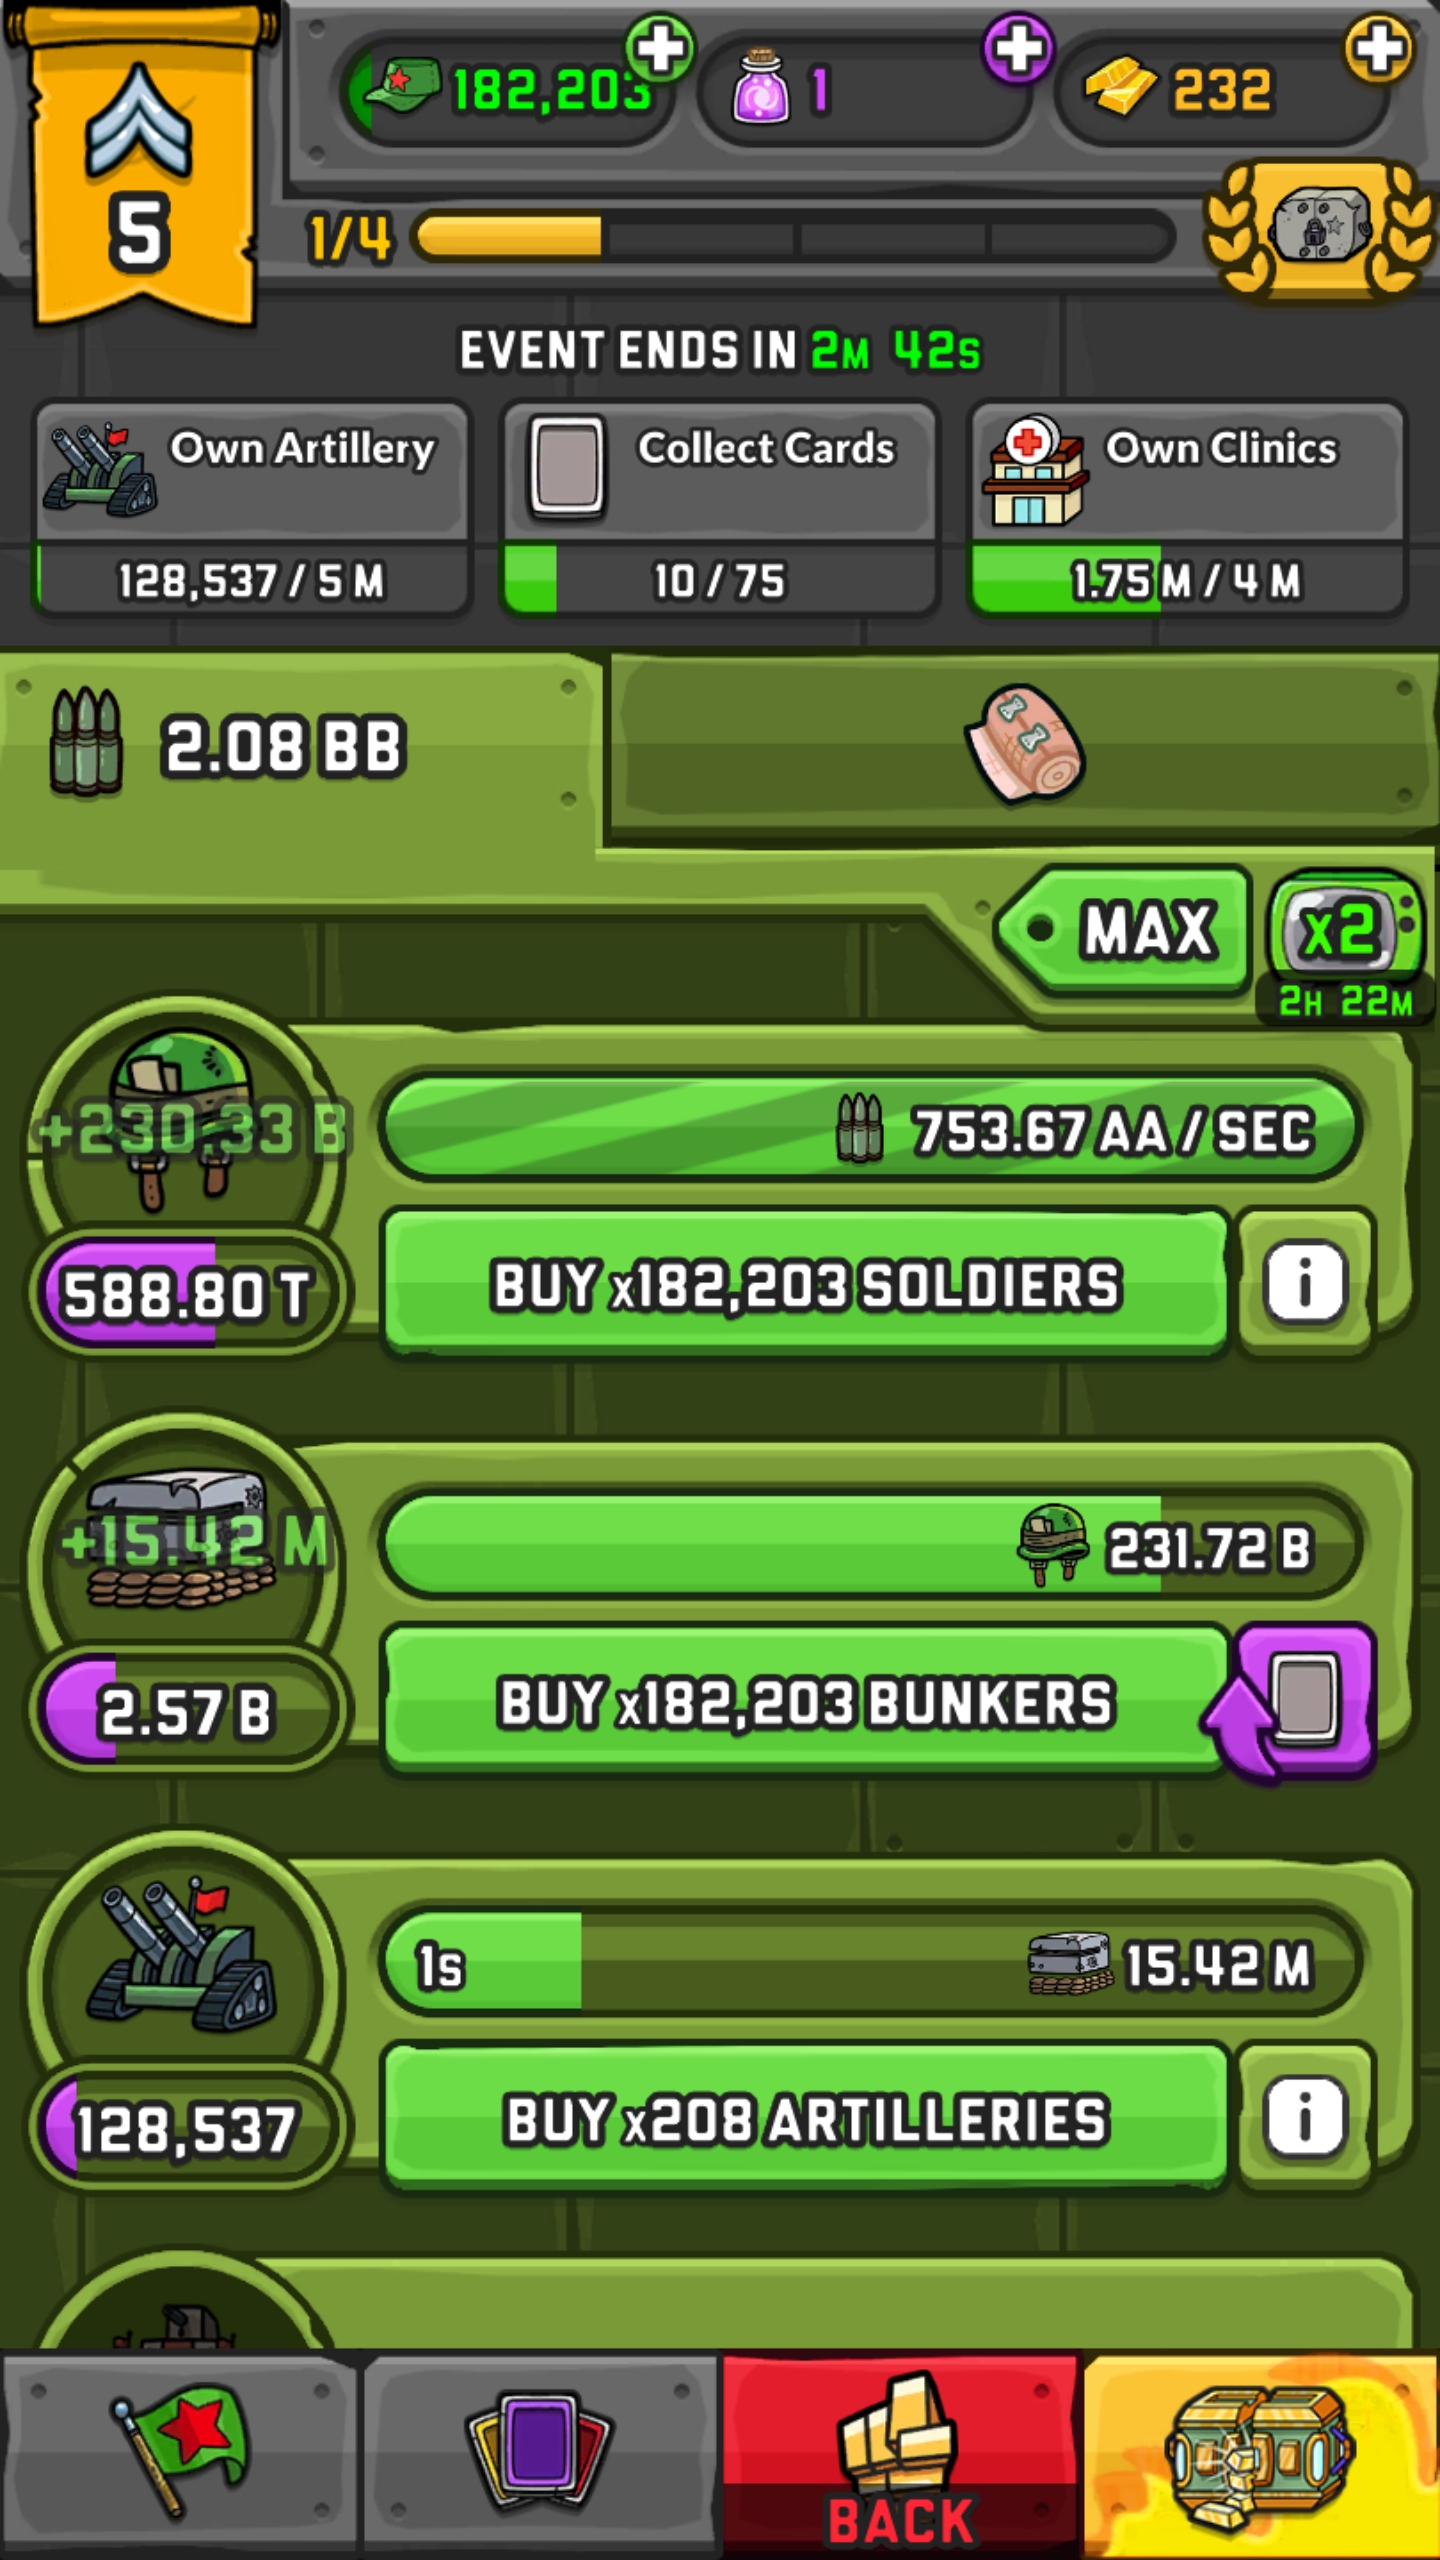 182,203
1
232
5
1/4
EVENT ENDS IN 2M 42S
Own Artillery
Collect Cards
Own Clinics
128,537 / 5 M
10 / 75
1.75 M / 4 M
2.08 BB
MAX
x2
2H 22M
+230.33 B
753.67 AA / SEC
588.80 T
BUY x182,203 SOLDIERS
i
+15.42 M
231.72 B
2.57 B
BUY x182,203 BUNKERS
1s
15.42 M
128,537
BUY x208 ARTILLERIES
i
BACK